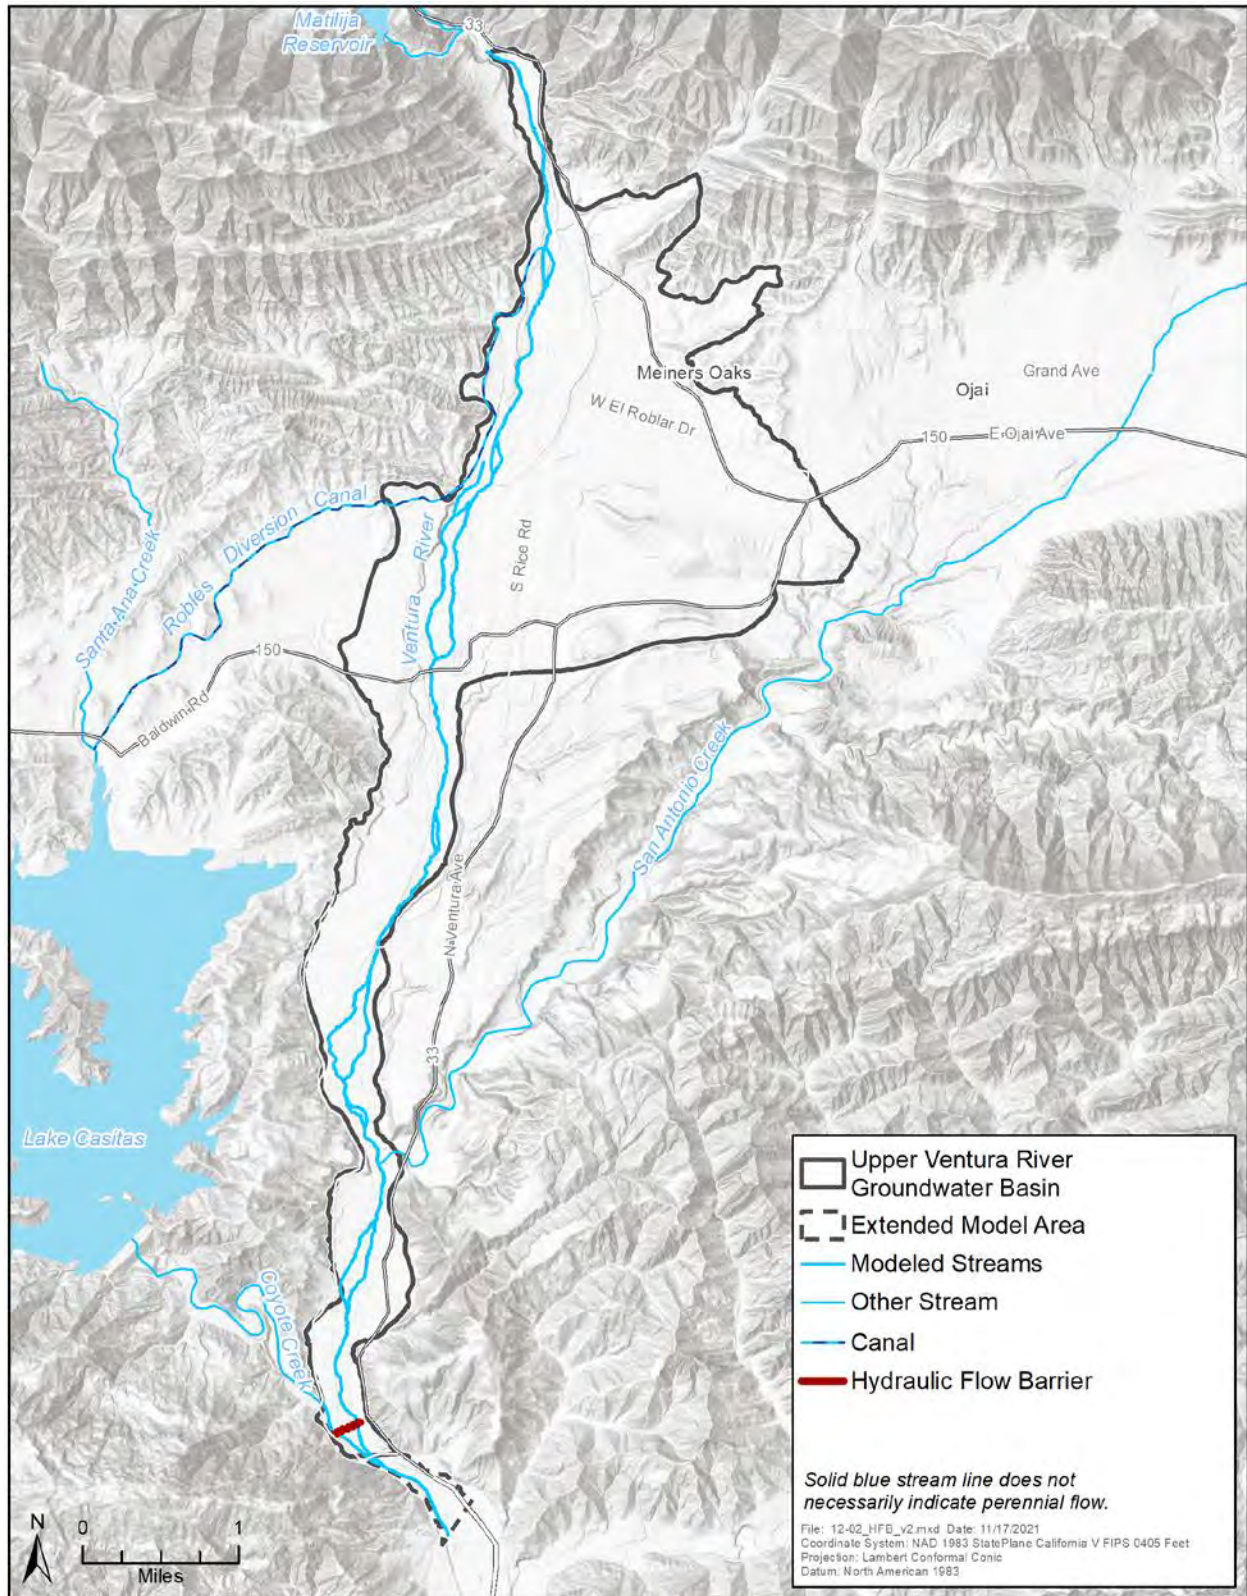 Matilija
Reservoir
33
Meiners Oaks
Ojai
Grand Ave
W El Roblar Dr
150
E Ojai Ave
Robles Diversion Canal
Ventura River
S Rice Rd
Santa Ana Creek
150
Baldwin Rd
San Antonio Creek
N Ventura Ave
33
Lake Casitas
Coyote Creek
Upper Ventura River
Groundwater Basin
Extended Model Area
Modeled Streams
Other Stream
Canal
Hydraulic Flow Barrier
Solid blue stream line does not
necessarily indicate perennial flow.
File: 12-02_HFB_v2.mxd Date: 11/17/2021
Coordinate System: NAD 1983 StatePlane California V FIPS 0405 Feet
Projection: Lambert Conformal Conic
Datum: North American 1983
N
0 1
Miles